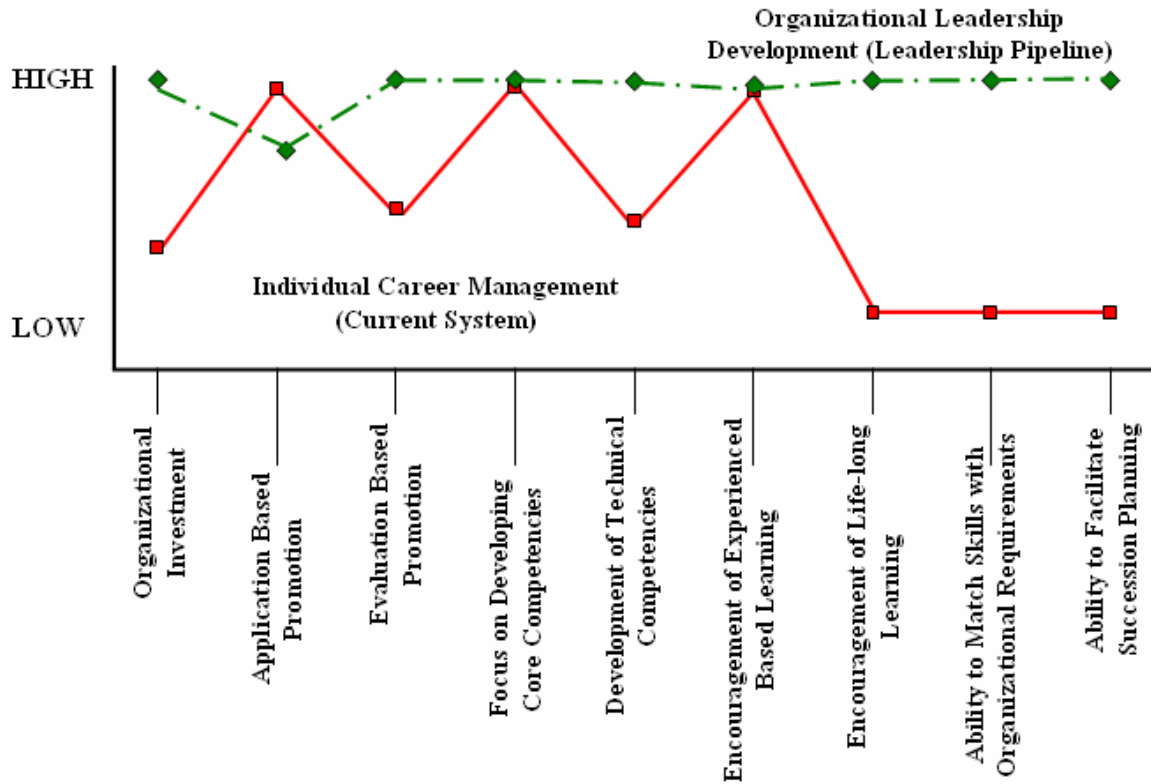 Organizational Leadership
Development (Leadership Pipeline)
HIGH
Individual Career Management
(Current System)
LOW
Organizational
Investment
Application Based
Promotion
Evaluation Based
Promotion
Focus on Developing
Core Competencies
Development of Technical
Competencies
Encouragement of Experienced
Based Learning
Encouragement of Life-long
Learning
Ability to Match Skills with
Organizational Requirements
Ability to Facilitate
Succession Planning